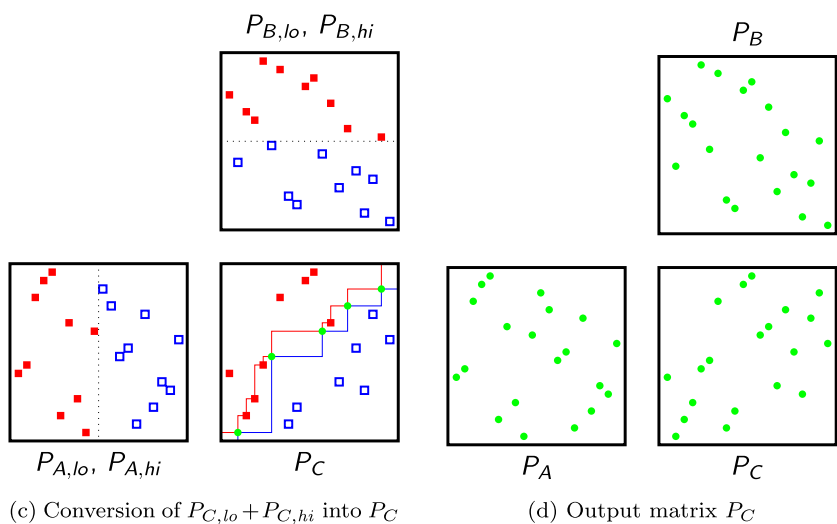 P_{B,lo}, P_{B,hi}
P_B
P_{A,lo}, P_{A,hi}
P_C
P_A
P_C
(c) Conversion of P_{C,lo}+P_{C,hi} into P_C
(d) Output matrix P_C